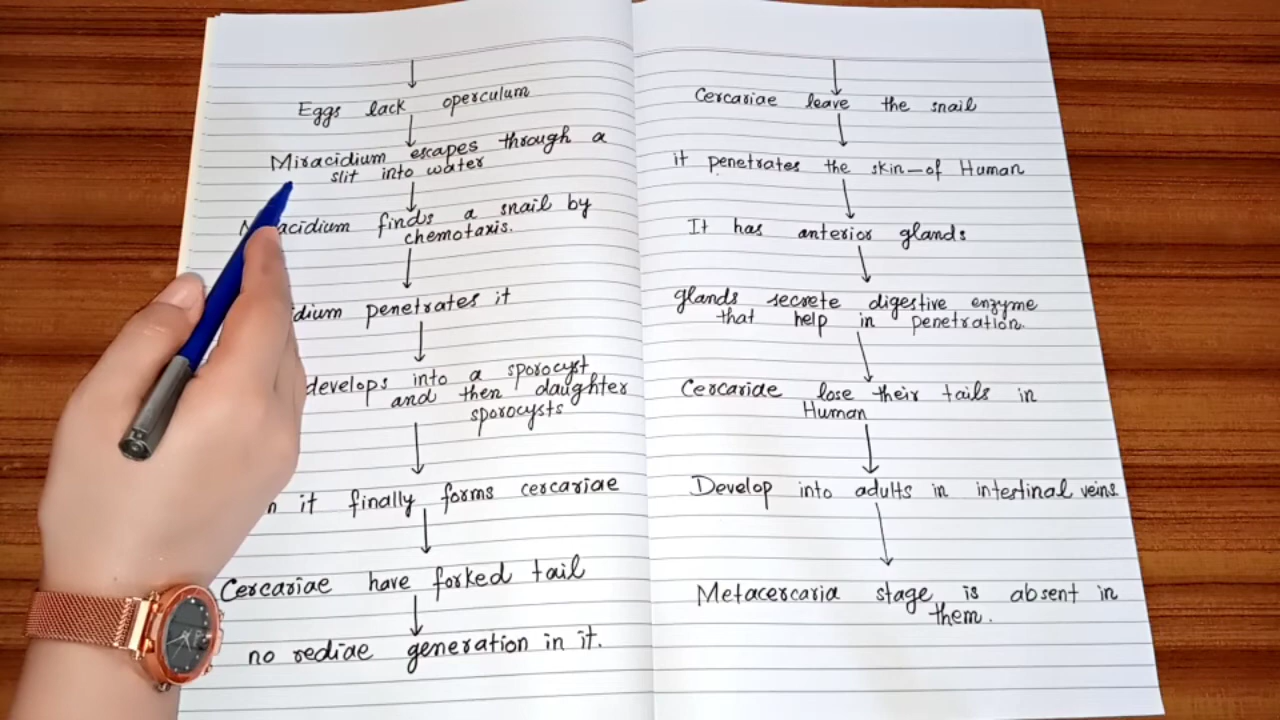 Eggs lack operculum
Miracidium escapes through a
slit into water
finds a snail by
chemotaxis.
penetrates it
develops into a sporocyst
and then daughter
sporocysts
it finally forms cercariae
Cercariae have forked tail
no rediae generation in it.
Cercariae leave the snail
it penetrates the skin-of Human
It has anterior glands
glands secrete digestive enzyme
that help in penetration.
Cercariae lose their tails in
Human
Develop into adults in intestinal veins
Metacercaria stage is absent in
them.